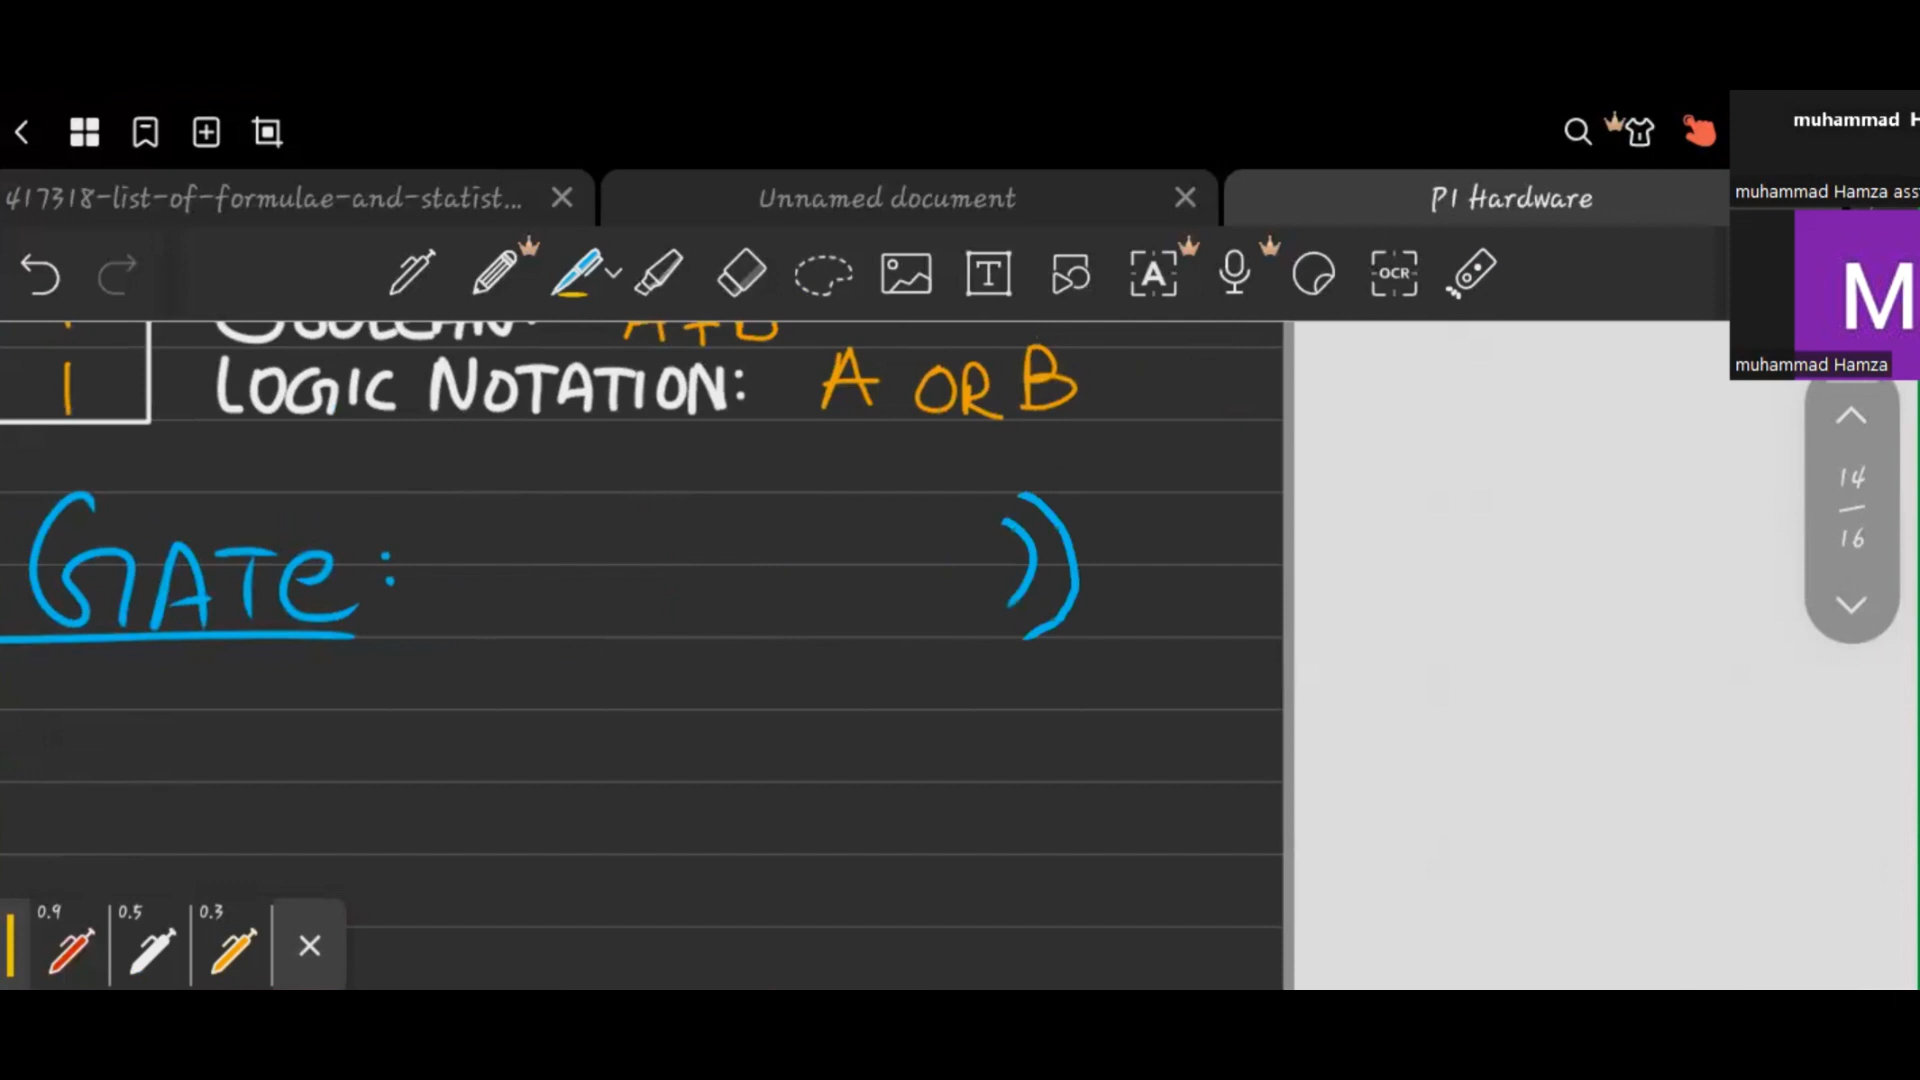 muhammad H
417318-list-of-formulae-and-statist...
Unnamed document
P1 Hardware
muhammad Hamza ass
A
T
A
OCR
M
muhammad Hamza
BOOLEAN: A+B
1 LOGIC NOTATION: A OR B
14
16
GATE:
0.9 0.5 0.3